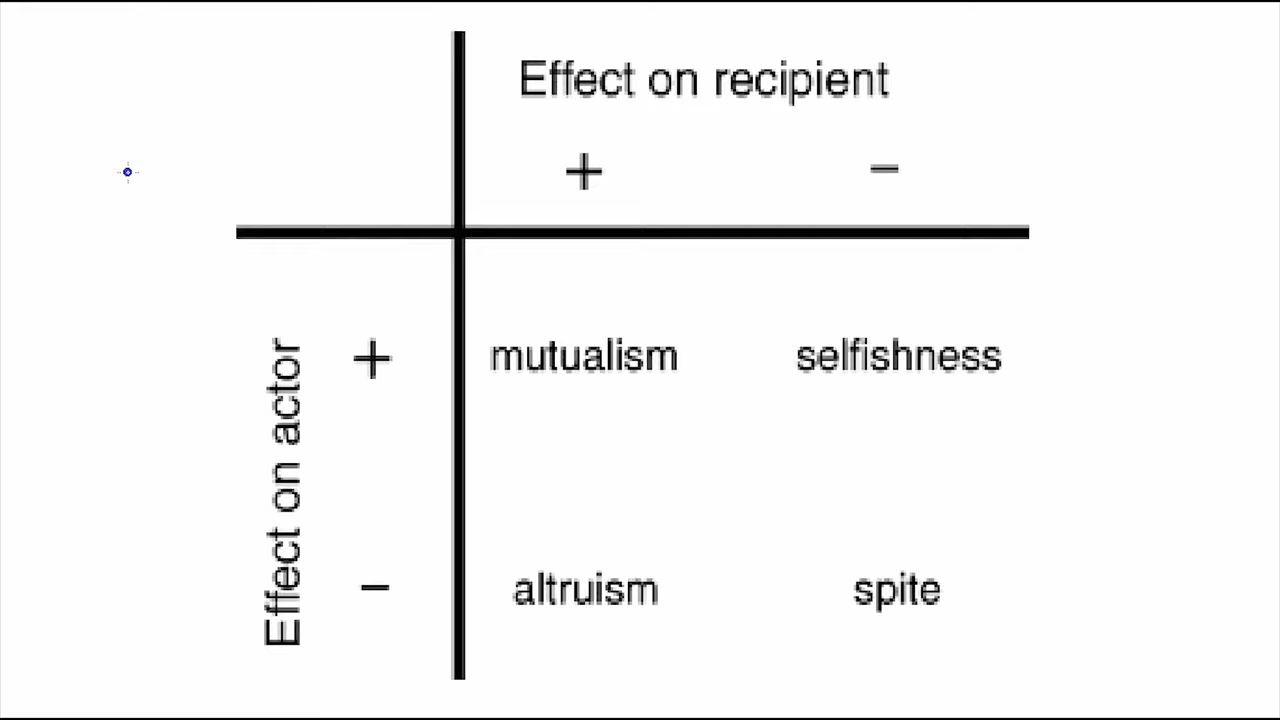 Effect on recipient
+ −
Effect on actor
+ mutualism selfishness
− altruism spite